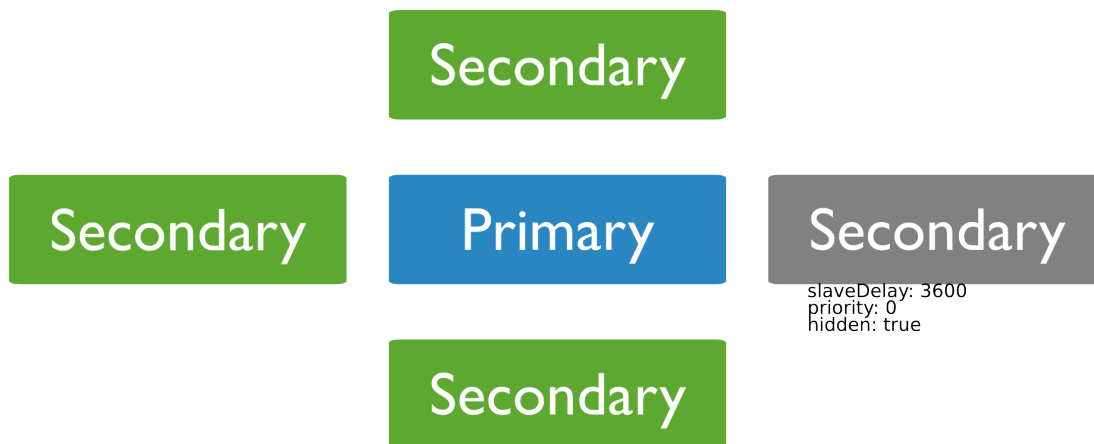 Secondary
Secondary
Primary
Secondary
slaveDelay: 3600
priority: 0
hidden: true
Secondary